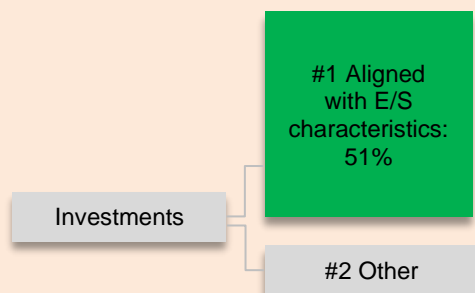 #1 Aligned
with E/S
characteristics:
51%
Investments
#2 Other